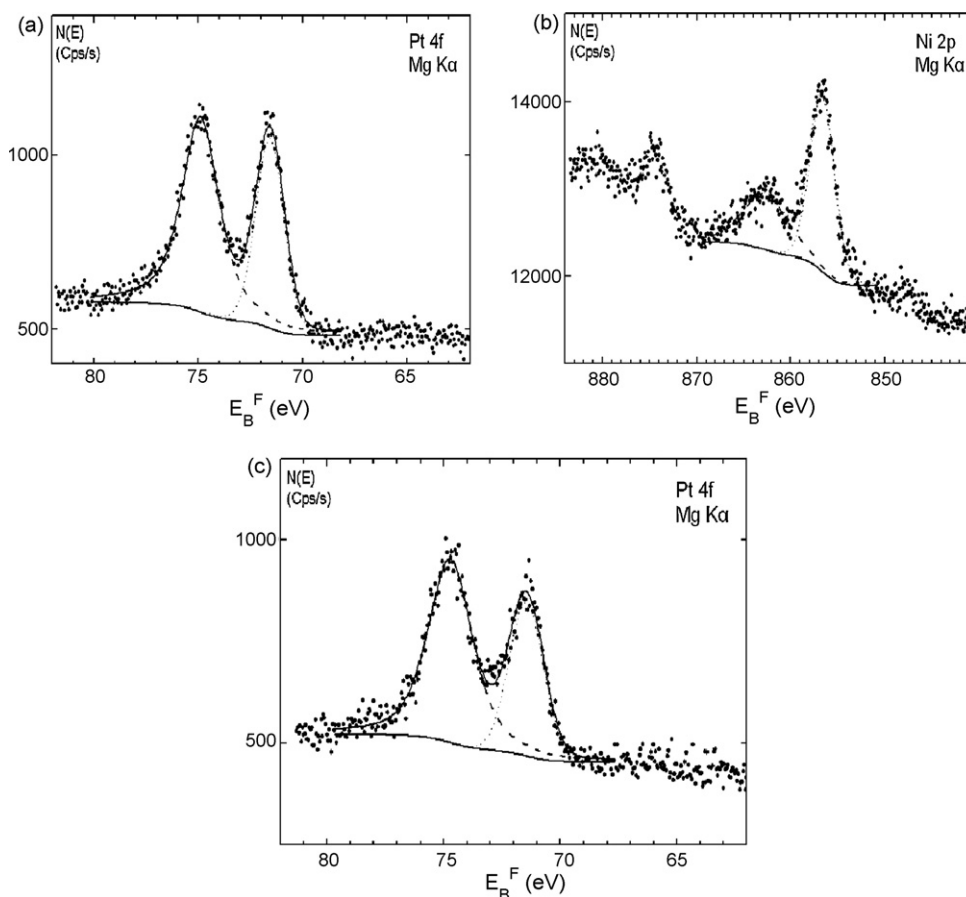 (a)
N(E)
(Cps/s)
Pt 4f
Mg Kα
1000
500
80 75 70 65
E_B^F (eV)
(b)
N(E)
(Cps/s)
Ni 2p
Mg Kα
14000
12000
880 870 860 850
E_B^F (eV)
(c)
N(E)
(Cps/s)
Pt 4f
Mg Kα
1000
500
80 75 70 65
E_B^F (eV)